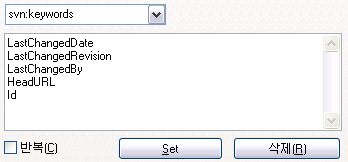 svn:keywords
LastChangedDate
LastChangedRevision
LastChangedBy
HeadURL
Id
반복(C) Set 삭제(R)